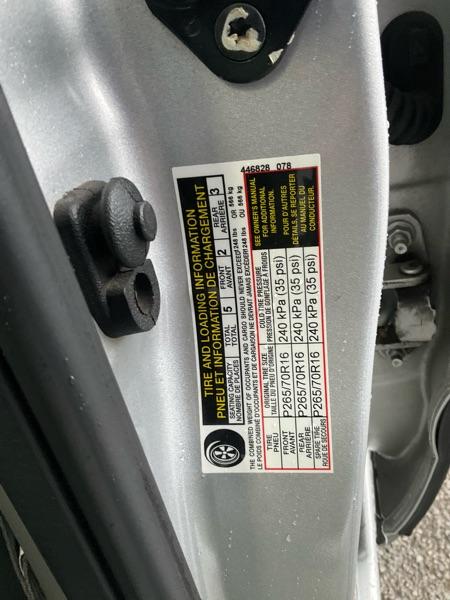 446828 078
TIRE AND LOADING INFORMATION
PNEU ET INFORMATION DE CHARGEMENT
SEATING CAPACITY TOTAL 5 FRONT 2 REAR 3
NOMBRE DE PLACES TOTAL AVANT ARRIÈRE
THE COMBINED WEIGHT OF OCCUPANTS AND CARGO SHOULD NEVER EXCEED 1248 lbs OR 566 kg
LE POIDS COMBINÉ D'OCCUPANTS ET DE CARGAISON NE DEVRAIT JAMAIS EXCÉDER 1248 lbs OU 566 kg
TIRE ORIGINAL TIRE SIZE COLD TIRE PRESSURE
PNEU TAILLE DU PNEU D'ORIGINE PRESSION DE GONFLAGE À FROIDS
FRONT
AVANT P265/70R16 240 kPa (35 psi)
REAR
ARRIÈRE P265/70R16 240 kPa (35 psi)
SPARE TIRE
ROUE DE SECOURS P265/70R16 240 kPa (35 psi)
SEE OWNER'S MANUAL
FOR ADDITIONAL
INFORMATION.
POUR D'AUTRES
DÉTAILS, SE REPORTER
AU MANUEL DU
CONDUCTEUR.